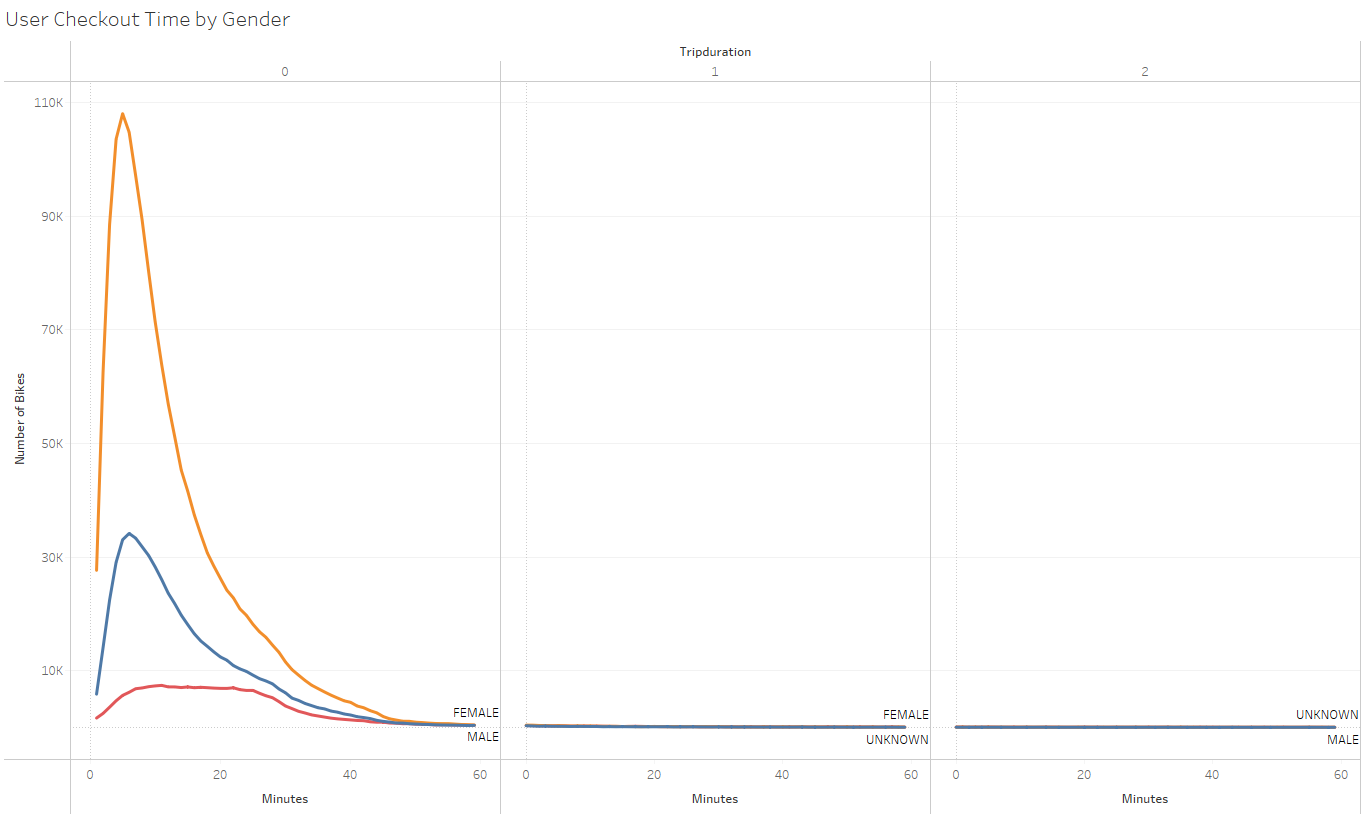 User Checkout Time by Gender
Tripduration
0 1 2
110K
90K
70K
50K
30K
10K
Number of Bikes
FEMALE
MALE
FEMALE
UNKNOWN
UNKNOWN
MALE
0 20 40 60 0 20 40 60 0 20 40 60
Minutes Minutes Minutes